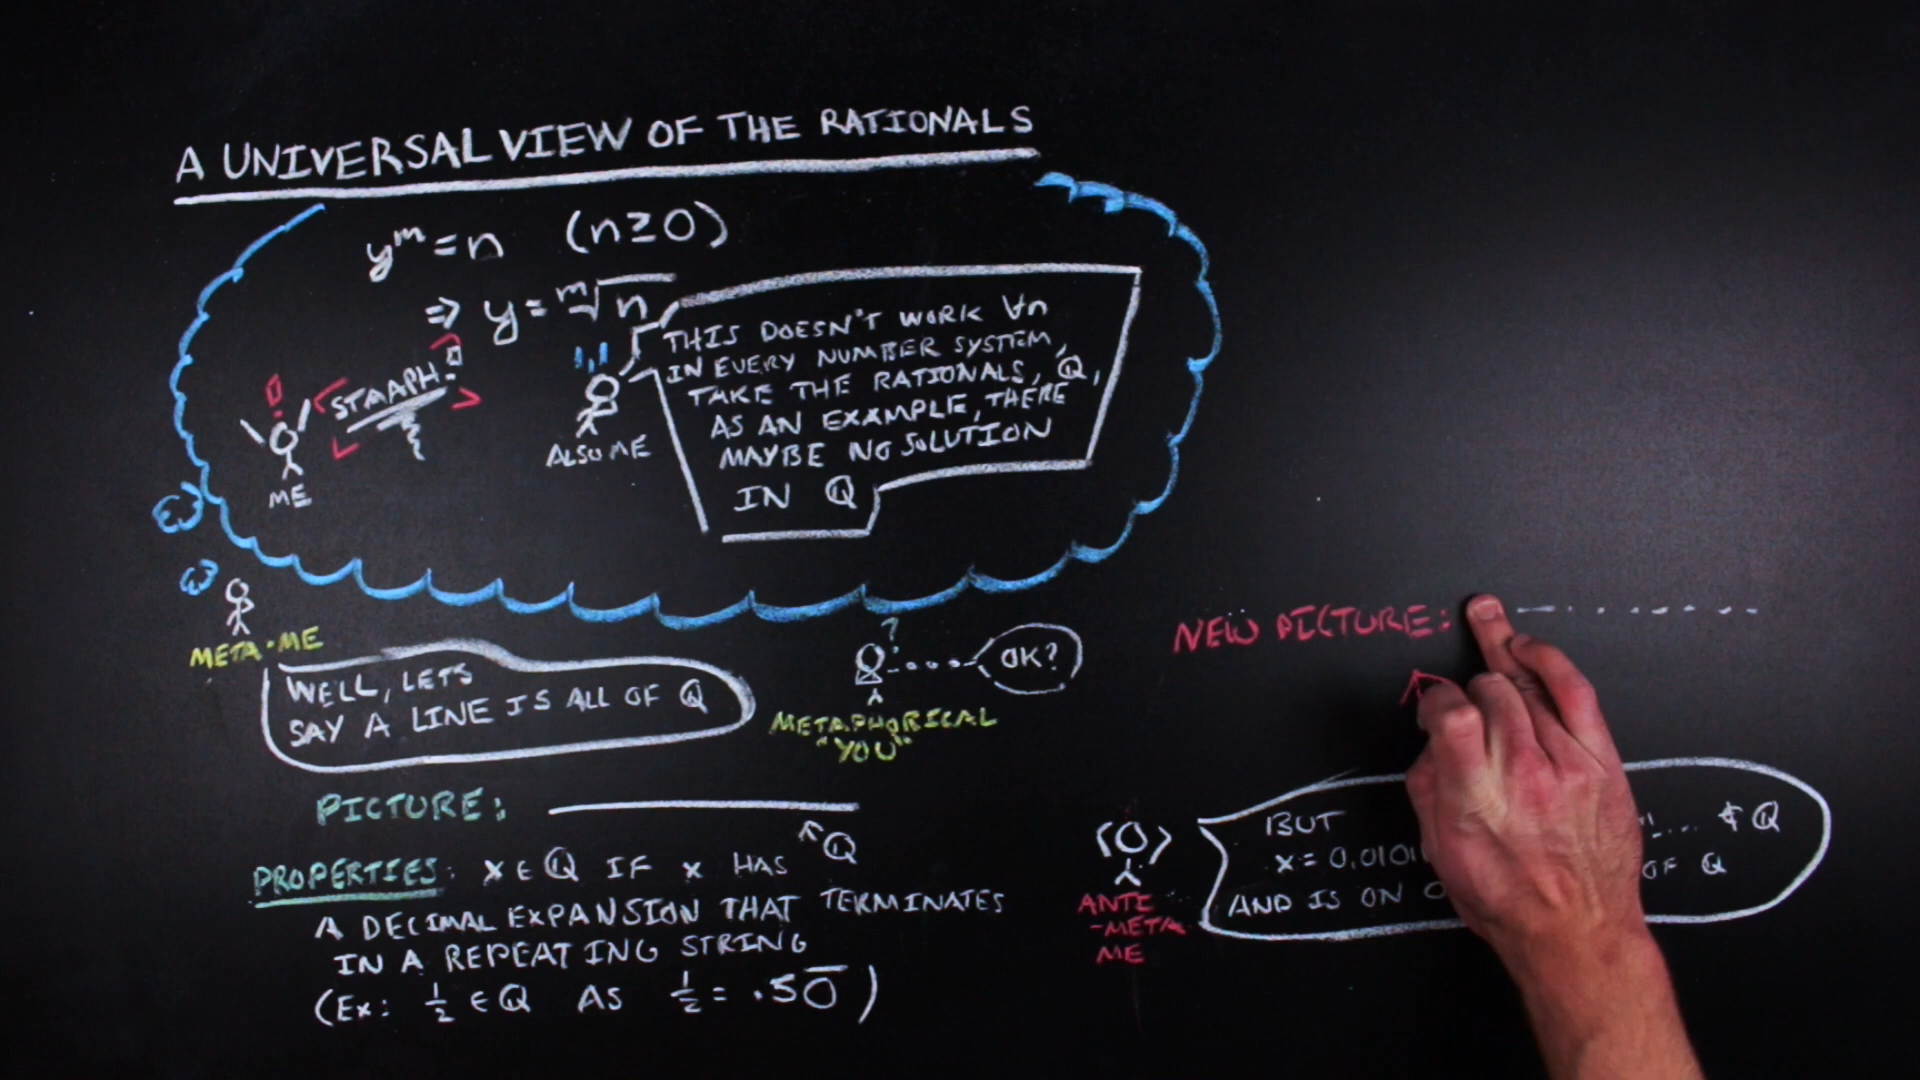 A UNIVERSAL VIEW OF THE RATIONALS
yᵐ = n (n ≥ 0)
⇒ y = ᵐ√n
STAAPH!
ME
ALSO ME
THIS DOESN'T WORK ∀n
IN EVERY NUMBER SYSTEM,
TAKE THE RATIONALS, ℚ,
AS AN EXAMPLE, THERE
MAYBE NO SOLUTION
IN ℚ
META-ME
WELL, LETS
SAY A LINE IS ALL OF ℚ
?
OK?
METAPHORICAL
"YOU"
PICTURE:
ℚ
PROPERTIES: x ∈ ℚ IF x HAS
A DECIMAL EXPANSION THAT TERMINATES
IN A REPEATING STRING
(Ex: ½ ∈ ℚ AS ½ = .50̅)
NEW PICTURE:
ANTI
-META
ME
BUT
x = 0.010 ... ∉ ℚ
AND IS ON OF ℚ